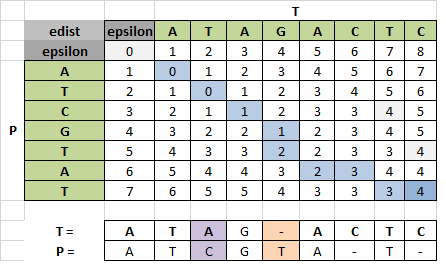 T
edist epsilon A T A G A C T C
epsilon 0 1 2 3 4 5 6 7 8
A 1 0 1 2 3 4 5 6 7
T 2 1 0 1 2 3 4 5 6
C 3 2 1 1 2 3 3 4 5
P G 4 3 2 2 1 2 3 4 5
T 5 4 3 3 2 2 3 3 4
A 6 5 4 4 3 2 3 4 4
T 7 6 5 5 4 3 3 3 4
T = A T A G - A C T C
P = A T C G T A - T -